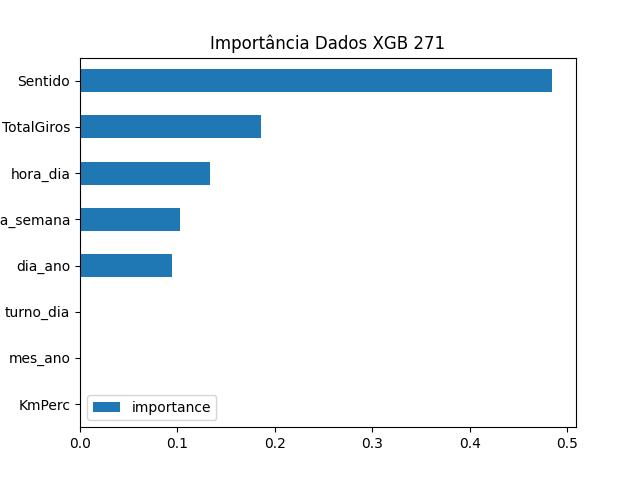 Importância Dados XGB 271
Sentido
TotalGiros
hora_dia
a_semana
dia_ano
turno_dia
mes_ano
KmPerc
importance
0.0 0.1 0.2 0.3 0.4 0.5